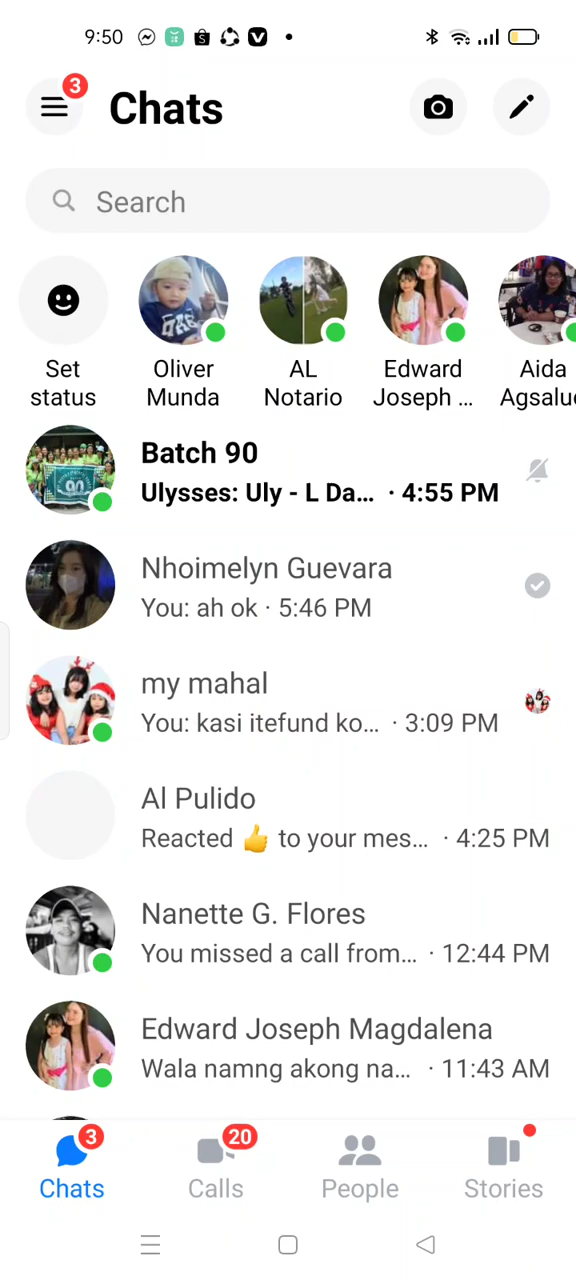 9:50
3
Chats
Search
Set status
Oliver Munda
AL Notario
Edward Joseph ...
Aida Agsalu
Batch 90
Ulysses: Uly - L Da... · 4:55 PM
Nhoimelyn Guevara
You: ah ok · 5:46 PM
my mahal
You: kasi itefund ko... · 3:09 PM
Al Pulido
Reacted 👍 to your mes... · 4:25 PM
Nanette G. Flores
You missed a call from... · 12:44 PM
Edward Joseph Magdalena
Wala namng akong na... · 11:43 AM
3
20
Chats
Calls
People
Stories